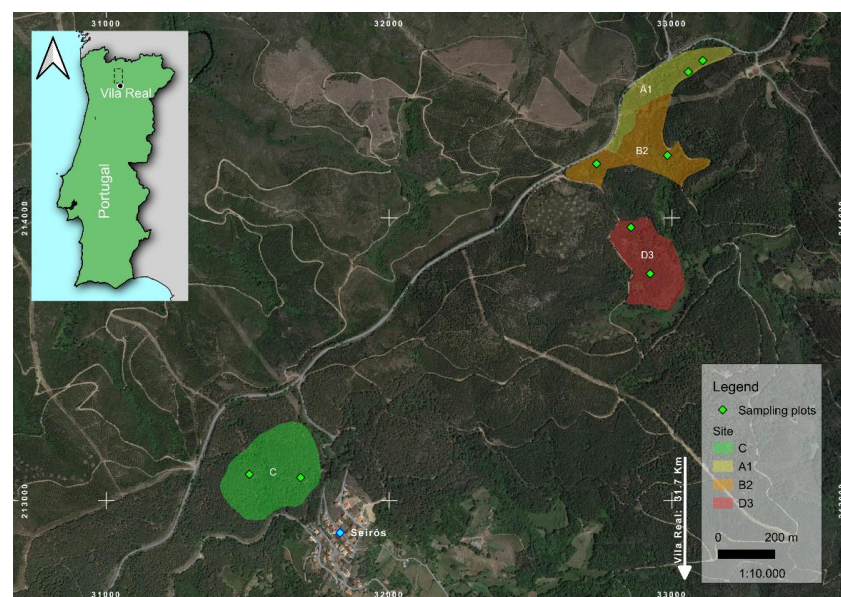 31000
32000
33000
Vila Real
Portugal
A1
B2
214000
214000
D3
C
Seirós
213000
Vila Real: 31.7 Km
Legend
Sampling plots
Site
C
A1
B2
D3
0 200 m
1:10.000
31000
32000
33000